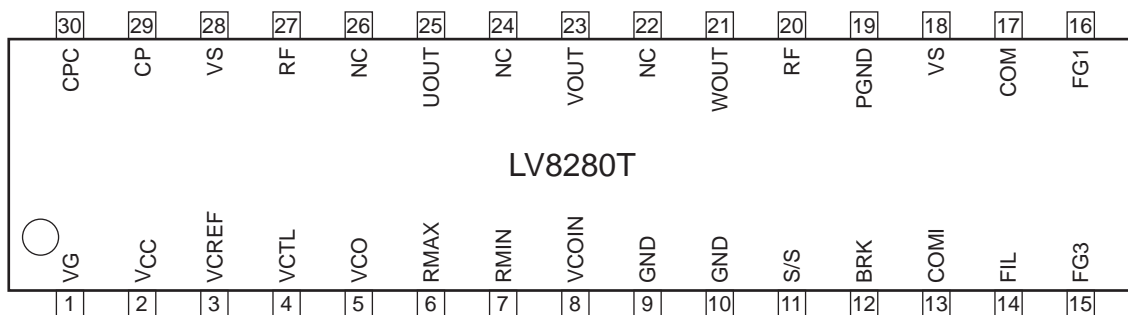 30 29 28 27 26 25 24 23 22 21 20 19 18 17 16
CPC CP VS RF NC UOUT NC VOUT NC WOUT RF PGND VS COM FG1
LV8280T
VG VCC VCREF VCTL VCO RMAX RMIN VCOIN GND GND S/S BRK COMI FIL FG3
1 2 3 4 5 6 7 8 9 10 11 12 13 14 15